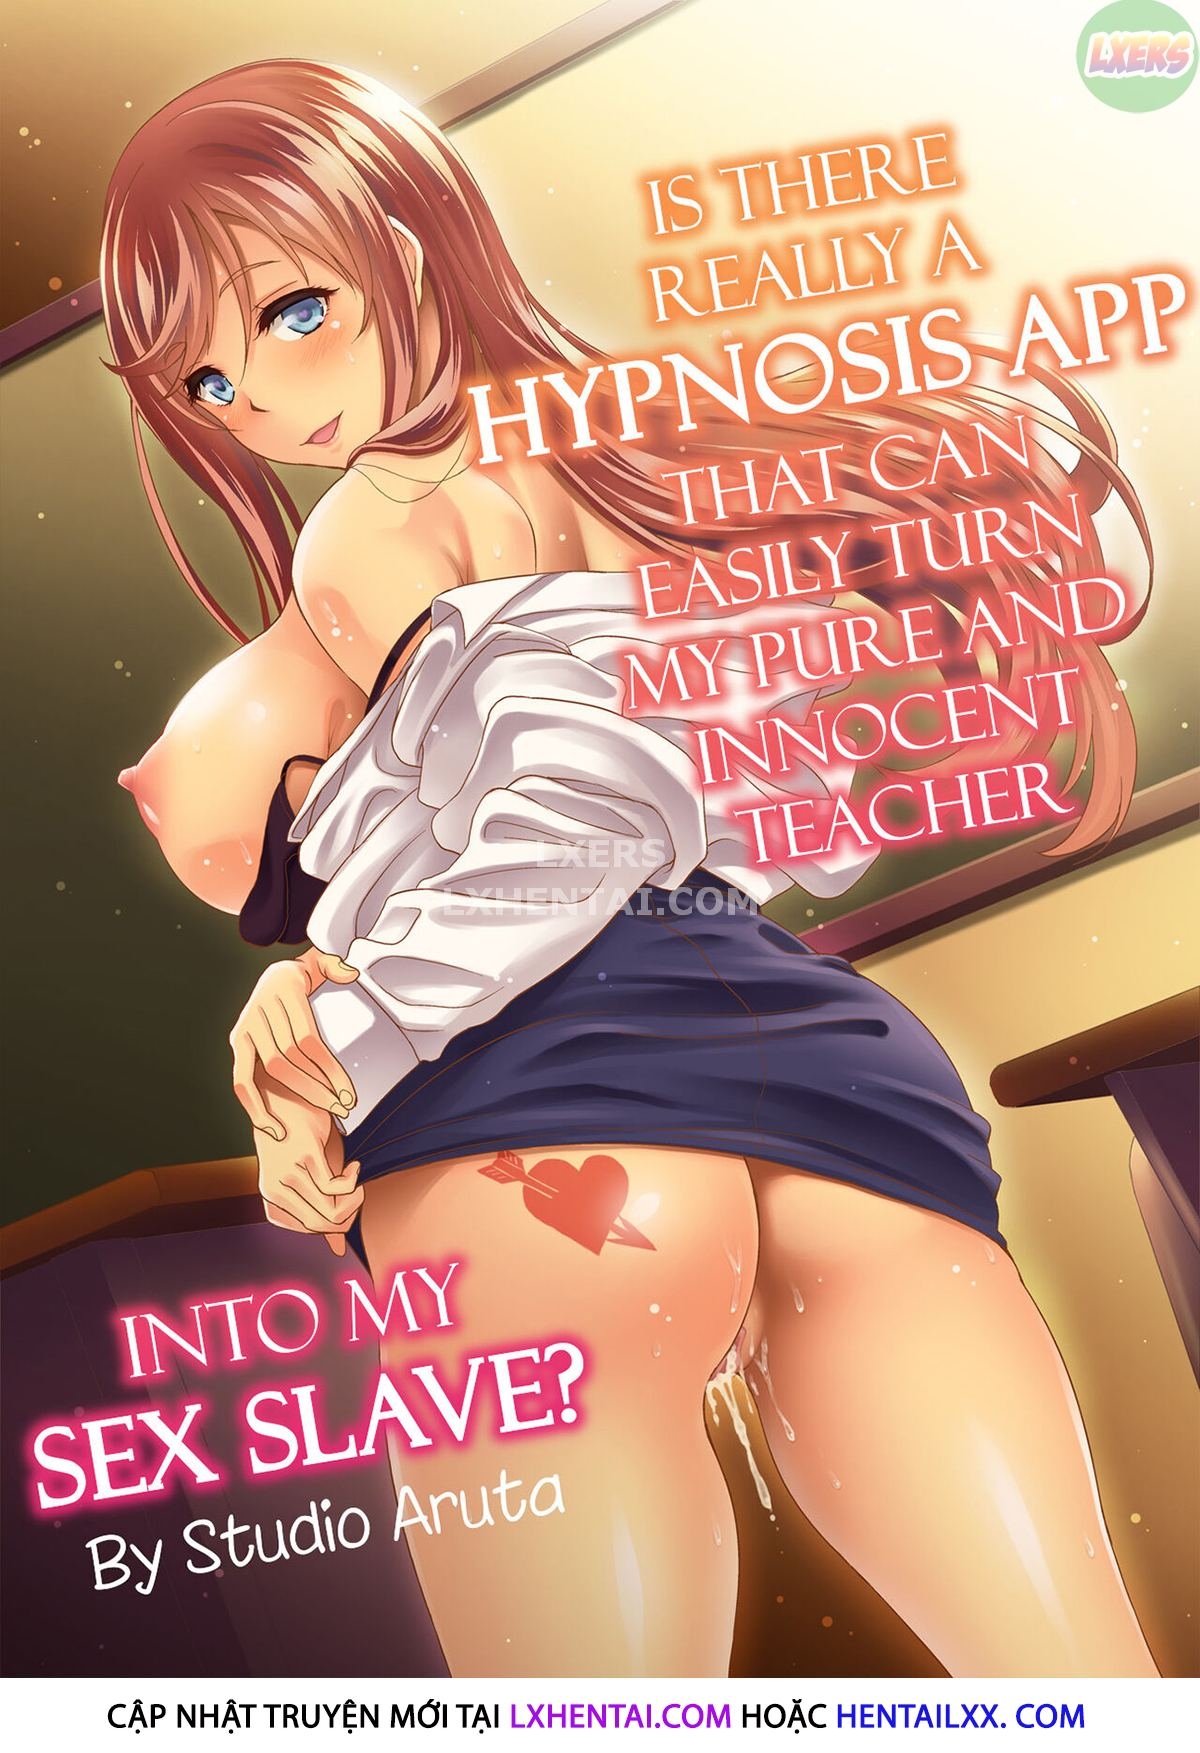 LXERS
IS THERE
REALLY A
HYPNOSIS APP
THAT CAN
EASILY TURN
MY PURE AND
INNOCENT
TEACHER
LXERS
LXHENTAI.COM
INTO MY
SEX SLAVE?
By Studio Aruta
CẬP NHẬT TRUYỆN MỚI TẠI LXHENTAI.COM HOẶC HENTAILXX. COM